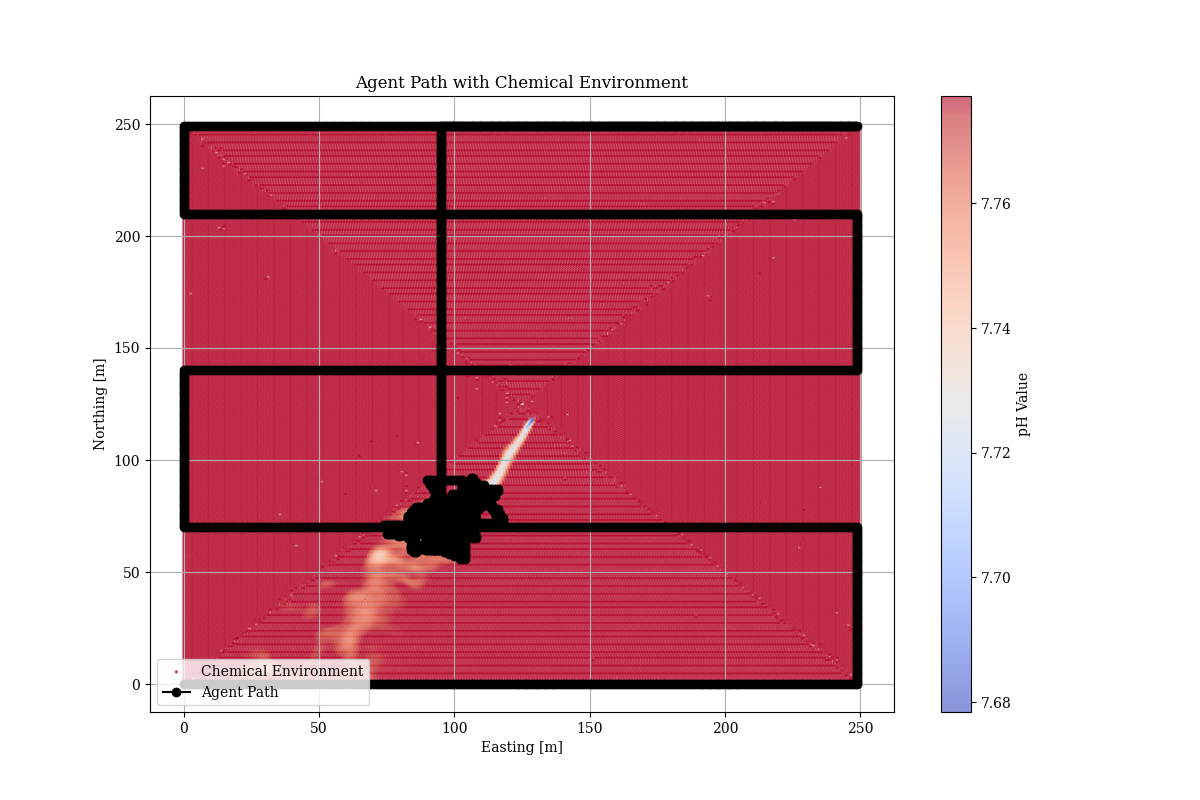 Agent Path with Chemical Environment
250
200
150
100
50
0
Northing [m]
Chemical Environment
Agent Path
0 50 100 150 200 250
Easting [m]
7.76
7.74
7.72
7.70
7.68
pH Value